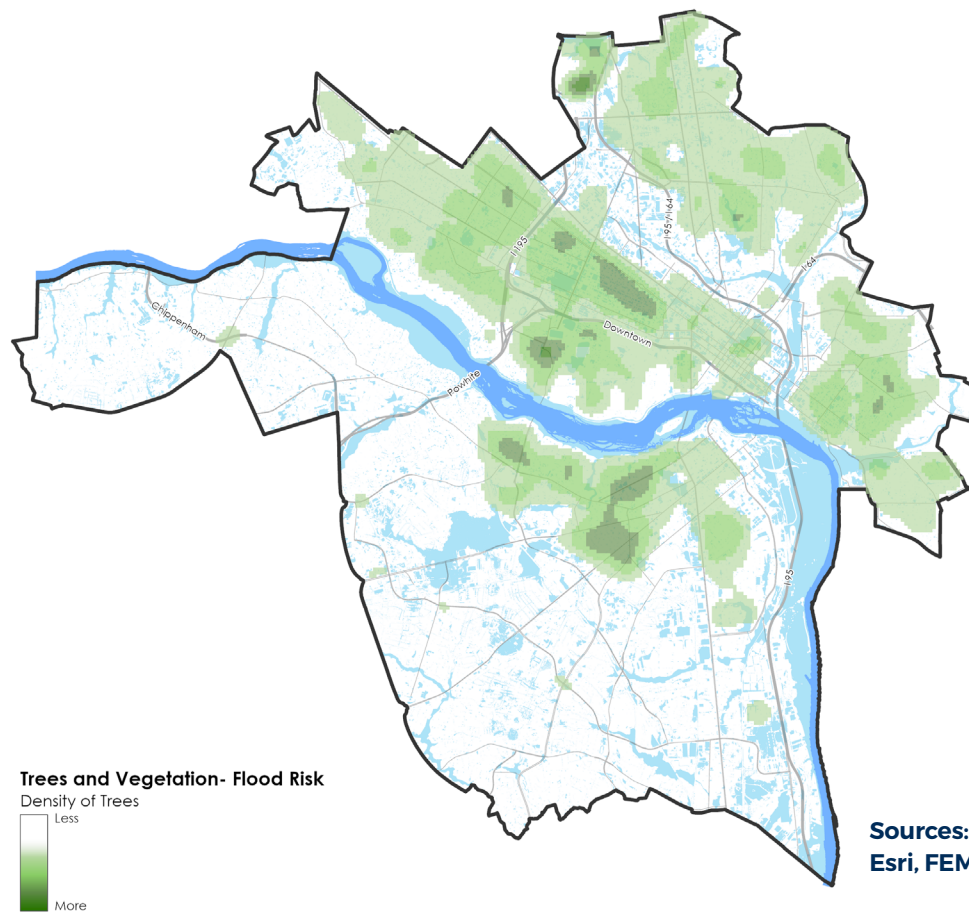 I-195
I-95 / I-64
I-64
Chippenham
Downtown
Powhite
I-95
Trees and Vegetation- Flood Risk
Density of Trees
Less
More
Sources:
Esri, FEM